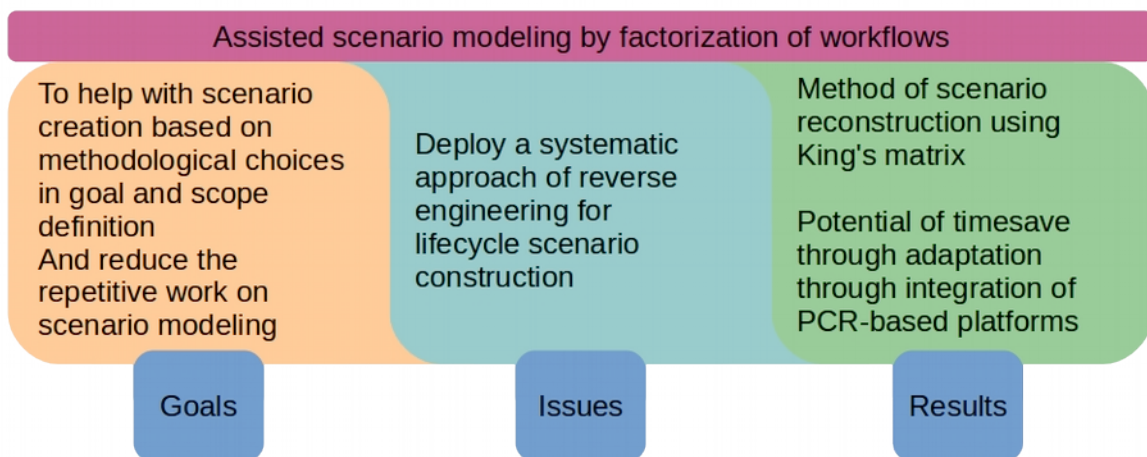 Assisted scenario modeling by factorization of workflows
To help with scenario
creation based on
methodological choices
in goal and scope
definition
And reduce the
repetitive work on
scenario modeling
Deploy a systematic
approach of reverse
engineering for
lifecycle scenario
construction
Method of scenario
reconstruction using
King's matrix
Potential of timesave
through adaptation
through integration of
PCR-based platforms
Goals
Issues
Results